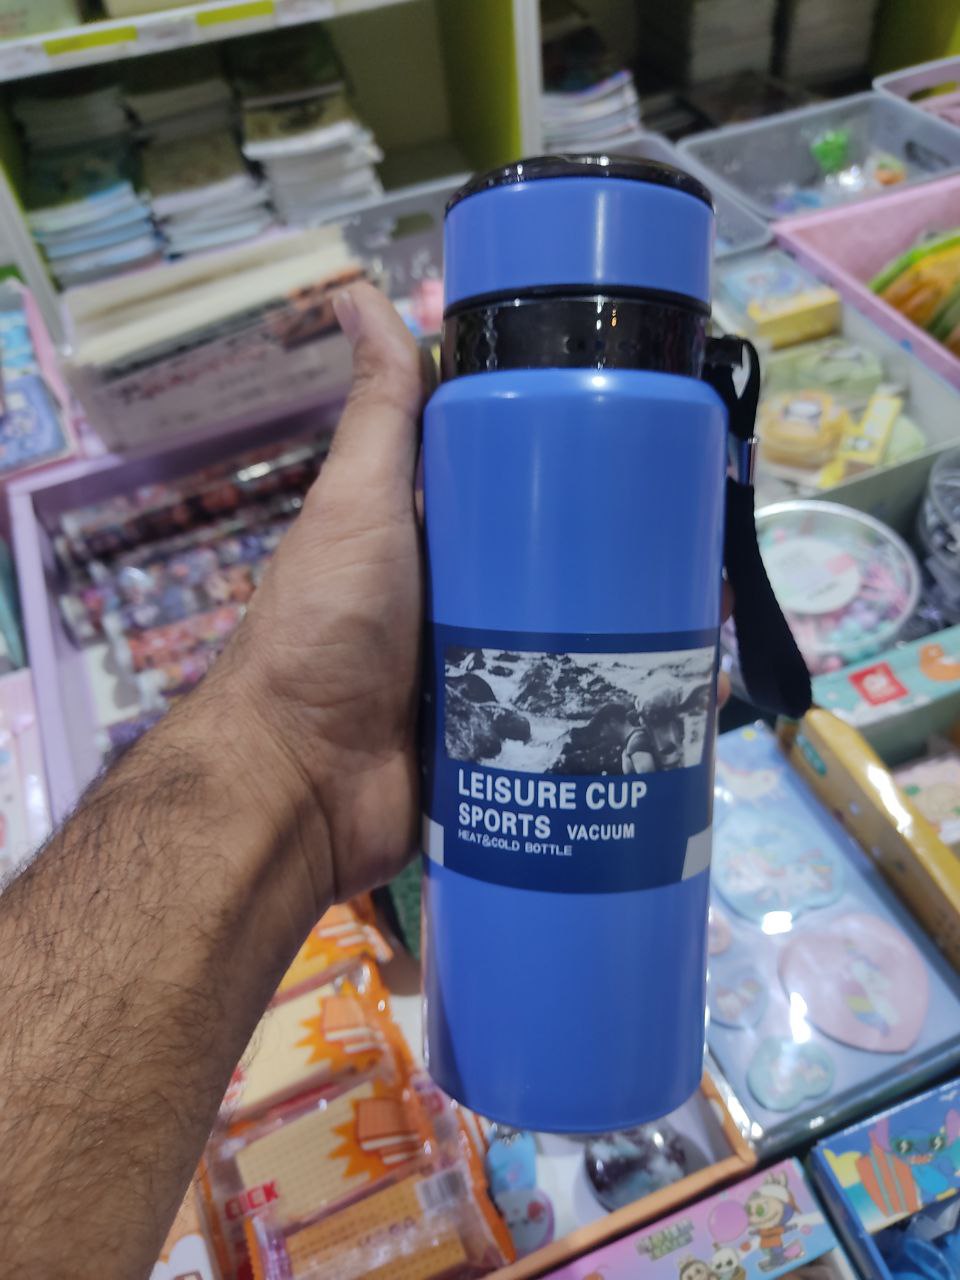 LEISURE CUP
SPORTS VACUUM
HEAT&COLD BOTTLE